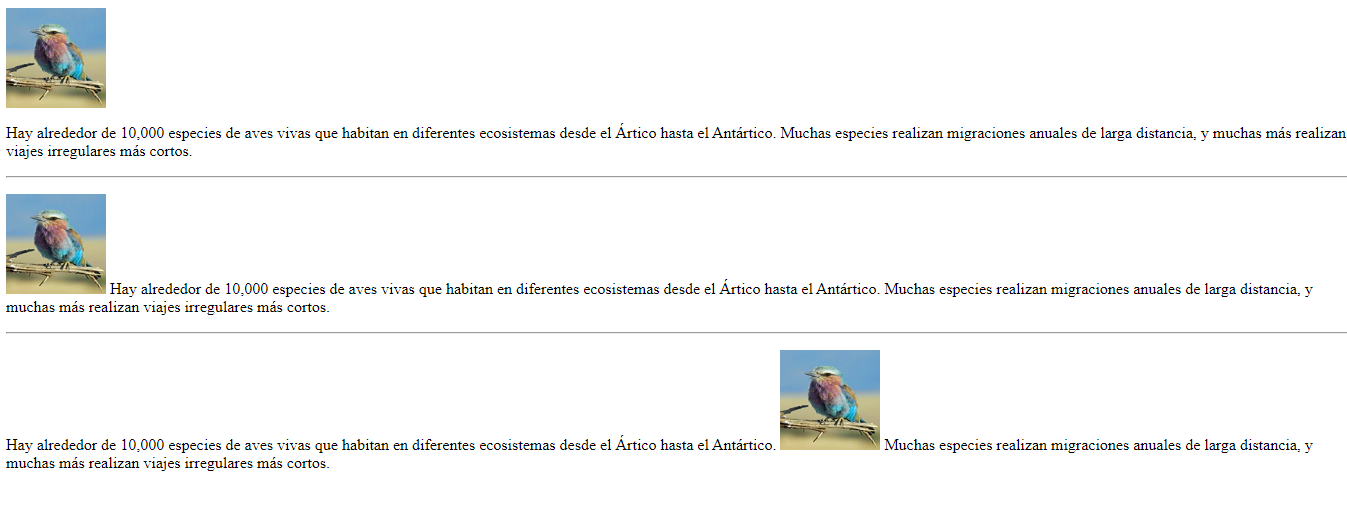 Hay alrededor de 10,000 especies de aves vivas que habitan en diferentes ecosistemas desde el Ártico hasta el Antártico. Muchas especies realizan migraciones anuales de larga distancia, y muchas más realizan
viajes irregulares más cortos.
Hay alrededor de 10,000 especies de aves vivas que habitan en diferentes ecosistemas desde el Ártico hasta el Antártico. Muchas especies realizan migraciones anuales de larga distancia, y
muchas más realizan viajes irregulares más cortos.
Hay alrededor de 10,000 especies de aves vivas que habitan en diferentes ecosistemas desde el Ártico hasta el Antártico. Muchas especies realizan migraciones anuales de larga distancia, y
muchas más realizan viajes irregulares más cortos.